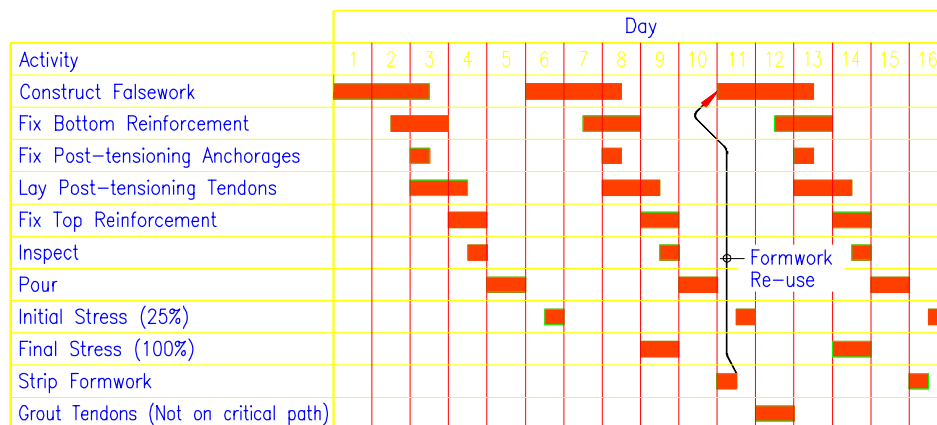 Day
Activity 1 2 3 4 5 6 7 8 9 10 11 12 13 14 15 16
Construct Falsework
Fix Bottom Reinforcement
Fix Post-tensioning Anchorages
Lay Post-tensioning Tendons
Fix Top Reinforcement
Inspect
Formwork
Re-use
Pour
Initial Stress (25%)
Final Stress (100%)
Strip Formwork
Grout Tendons (Not on critical path)